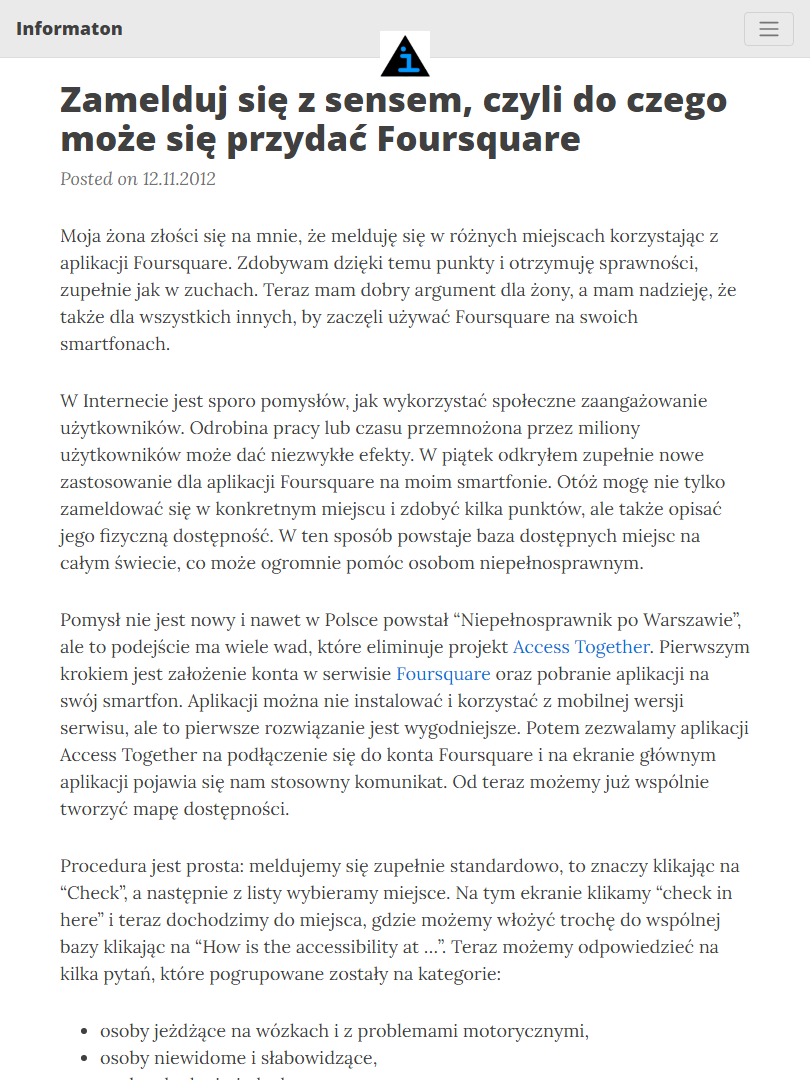 Informaton
i
Zamelduj się z sensem, czyli do czego
może się przydać Foursquare
Posted on 12.11.2012
Moja żona złości się na mnie, że melduję się w różnych miejscach korzystając z
aplikacji Foursquare. Zdobywam dzięki temu punkty i otrzymuję sprawności,
zupełnie jak w zuchach. Teraz mam dobry argument dla żony, a mam nadzieję, że
także dla wszystkich innych, by zaczęli używać Foursquare na swoich
smartfonach.
W Internecie jest sporo pomysłów, jak wykorzystać społeczne zaangażowanie
użytkowników. Odrobina pracy lub czasu przemnożona przez miliony
użytkowników może dać niezwykłe efekty. W piątek odkryłem zupełnie nowe
zastosowanie dla aplikacji Foursquare na moim smartfonie. Otóż mogę nie tylko
zameldować się w konkretnym miejscu i zdobyć kilka punktów, ale także opisać
jego fizyczną dostępność. W ten sposób powstaje baza dostępnych miejsc na
całym świecie, co może ogromnie pomóc osobom niepełnosprawnym.
Pomysł nie jest nowy i nawet w Polsce powstał “Niepełnosprawnik po Warszawie”,
ale to podejście ma wiele wad, które eliminuje projekt Access Together. Pierwszym
krokiem jest założenie konta w serwisie Foursquare oraz pobranie aplikacji na
swój smartfon. Aplikacji można nie instalować i korzystać z mobilnej wersji
serwisu, ale to pierwsze rozwiązanie jest wygodniejsze. Potem zezwalamy aplikacji
Access Together na podłączenie się do konta Foursquare i na ekranie głównym
aplikacji pojawia się nam stosowny komunikat. Od teraz możemy już wspólnie
tworzyć mapę dostępności.
Procedura jest prosta: meldujemy się zupełnie standardowo, to znaczy klikając na
“Check”, a następnie z listy wybieramy miejsce. Na tym ekranie klikamy “check in
here” i teraz dochodzimy do miejsca, gdzie możemy włożyć trochę do wspólnej
bazy klikając na “How is the accessibility at …”. Teraz możemy odpowiedzieć na
kilka pytań, które pogrupowane zostały na kategorie:
• osoby jeżdżące na wózkach i z problemami motorycznymi,
• osoby niewidome i słabowidzące,